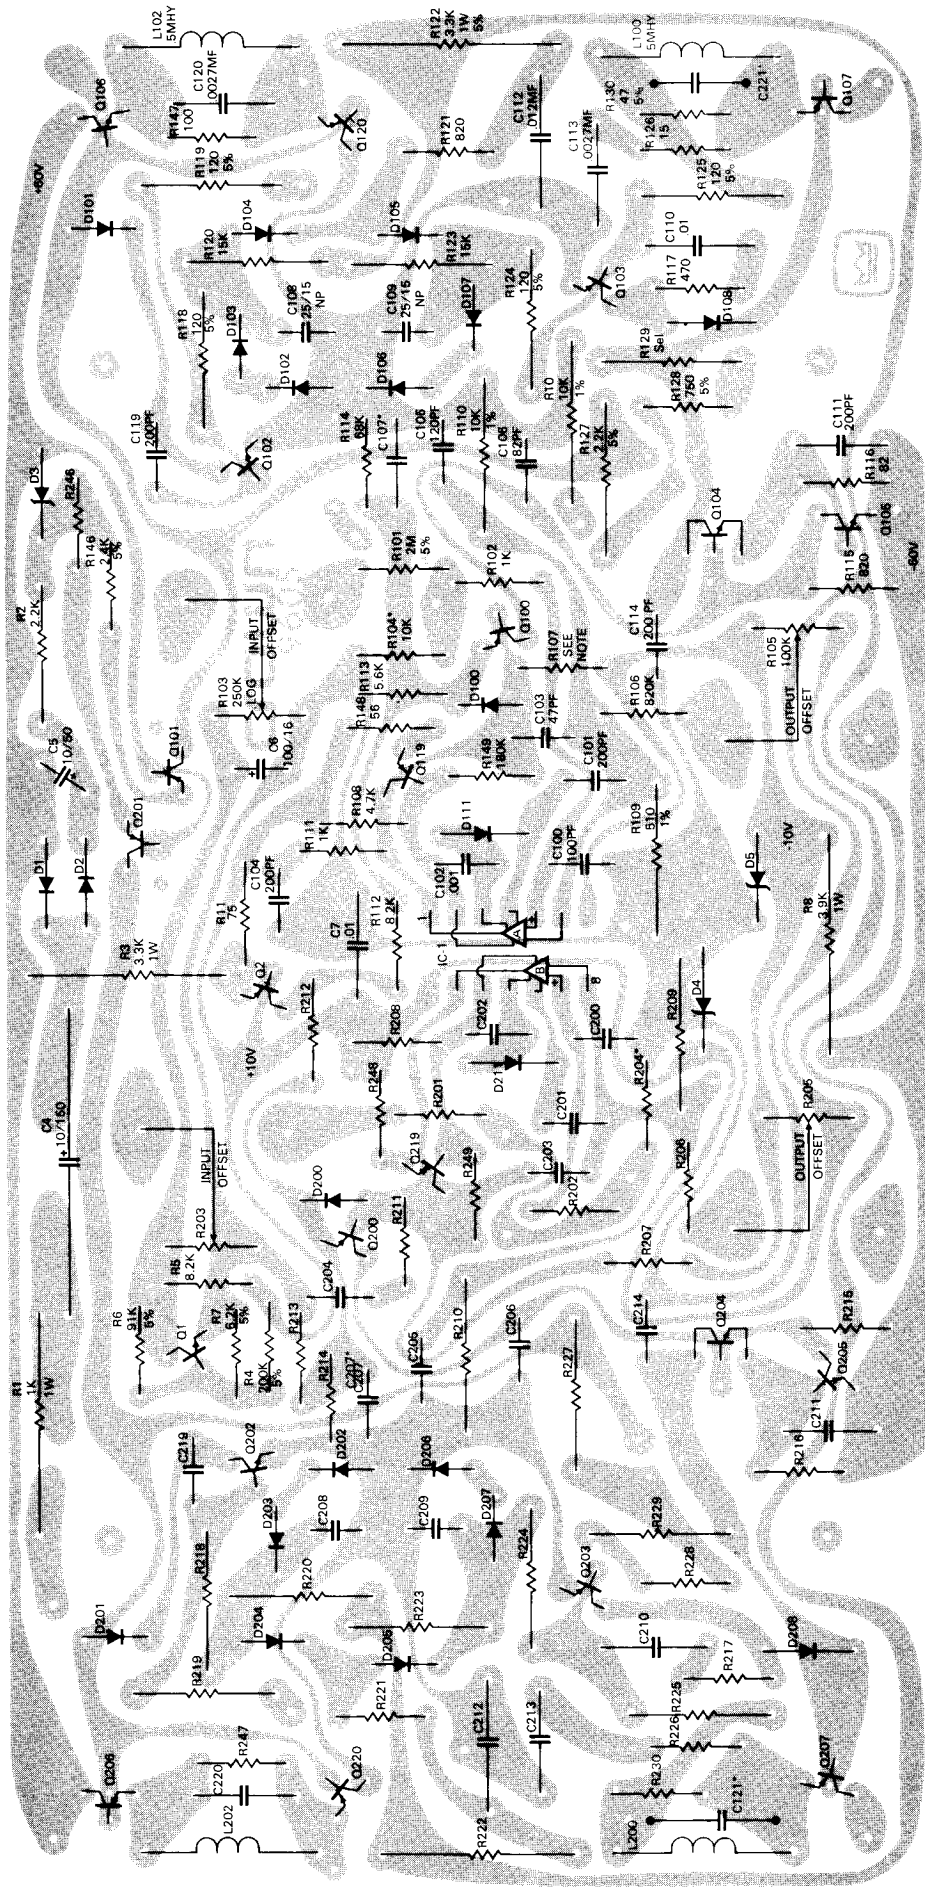 L102
5MHY
R122
3.3K
1W
5%
L100
5MHY
C120
.0027MF
Q106
R147
100
Q120
R121
820
C112
C113
.0027MF
R130
47
5%
C221*
Q107
R119
120
5%
R126
15
R125
120
5%
D101
D104
D105
R120
15K
R123
15K
C110
.01
R117
470
Q103
R124
120
5%
D107
C108
25/15
NP
C109
25/15
NP
R118
120
5%
D103
D102
D106
D108
R129
Sel
R128
750
5%
R10
10K
1%
R127
2.2K
5%
C119
200PF
Q102
R114
68K
C107*
C105
120PF
R110
10K
1%
C106
82PF
C111
200PF
R116
82
D3
R246
R146
2.4K
5%
Q104
Q105
R115
820
-60V
R2
2.2K
R101
2M
5%
R102
1K
R103
250K
LOG
INPUT
OFFSET
R104*
10K
Q100
R107
SEE
NOTE
C114
200PF
R105
100K
OUTPUT
OFFSET
R113
5.6K
R148
56
D100
C103
47PF
R106
820K
C5
10/50
Q101
C6
100/16
Q119
R149
180K
C101
200PF
Q201
R108
4.7K
R111
1K
D111
R109
510
1%
D1
D2
R11
75
C104
200PF
C102
.001
C100
100PF
D5
-10V
R3
3.3K
1W
C7
.01
R112
8.2K
IC-1
1
A
B
8
R8
3.9K
1W
Q2
R212
+10V
R208
C202
C200
R209
D4
C4
10/150
R248
R201
D211
C201
R204*
R205
OUTPUT
OFFSET
INPUT
OFFSET
R203
D200
C219
R249
C203
R202
R206
Q200
R211
R207
R5
8.2K
C204
R6
91K
5%
Q1
R7
6.2K
5%
R4
200K
5%
R213
R210
C206
C214
Q204
R215
R1
1K
1W
R214
C207*
C205
R227
Q205
C211
R216
C219
Q202
D202
D206
D203
C208
C209
D207
R218
R220
R224
R229
Q203
R228
D201
D204
R223
C210
D208
R219
D205
R217
R221
C212
C213
R225
R226
Q206
R247
C220
Q220
R230
Q207
L202
R222
L200
C121*